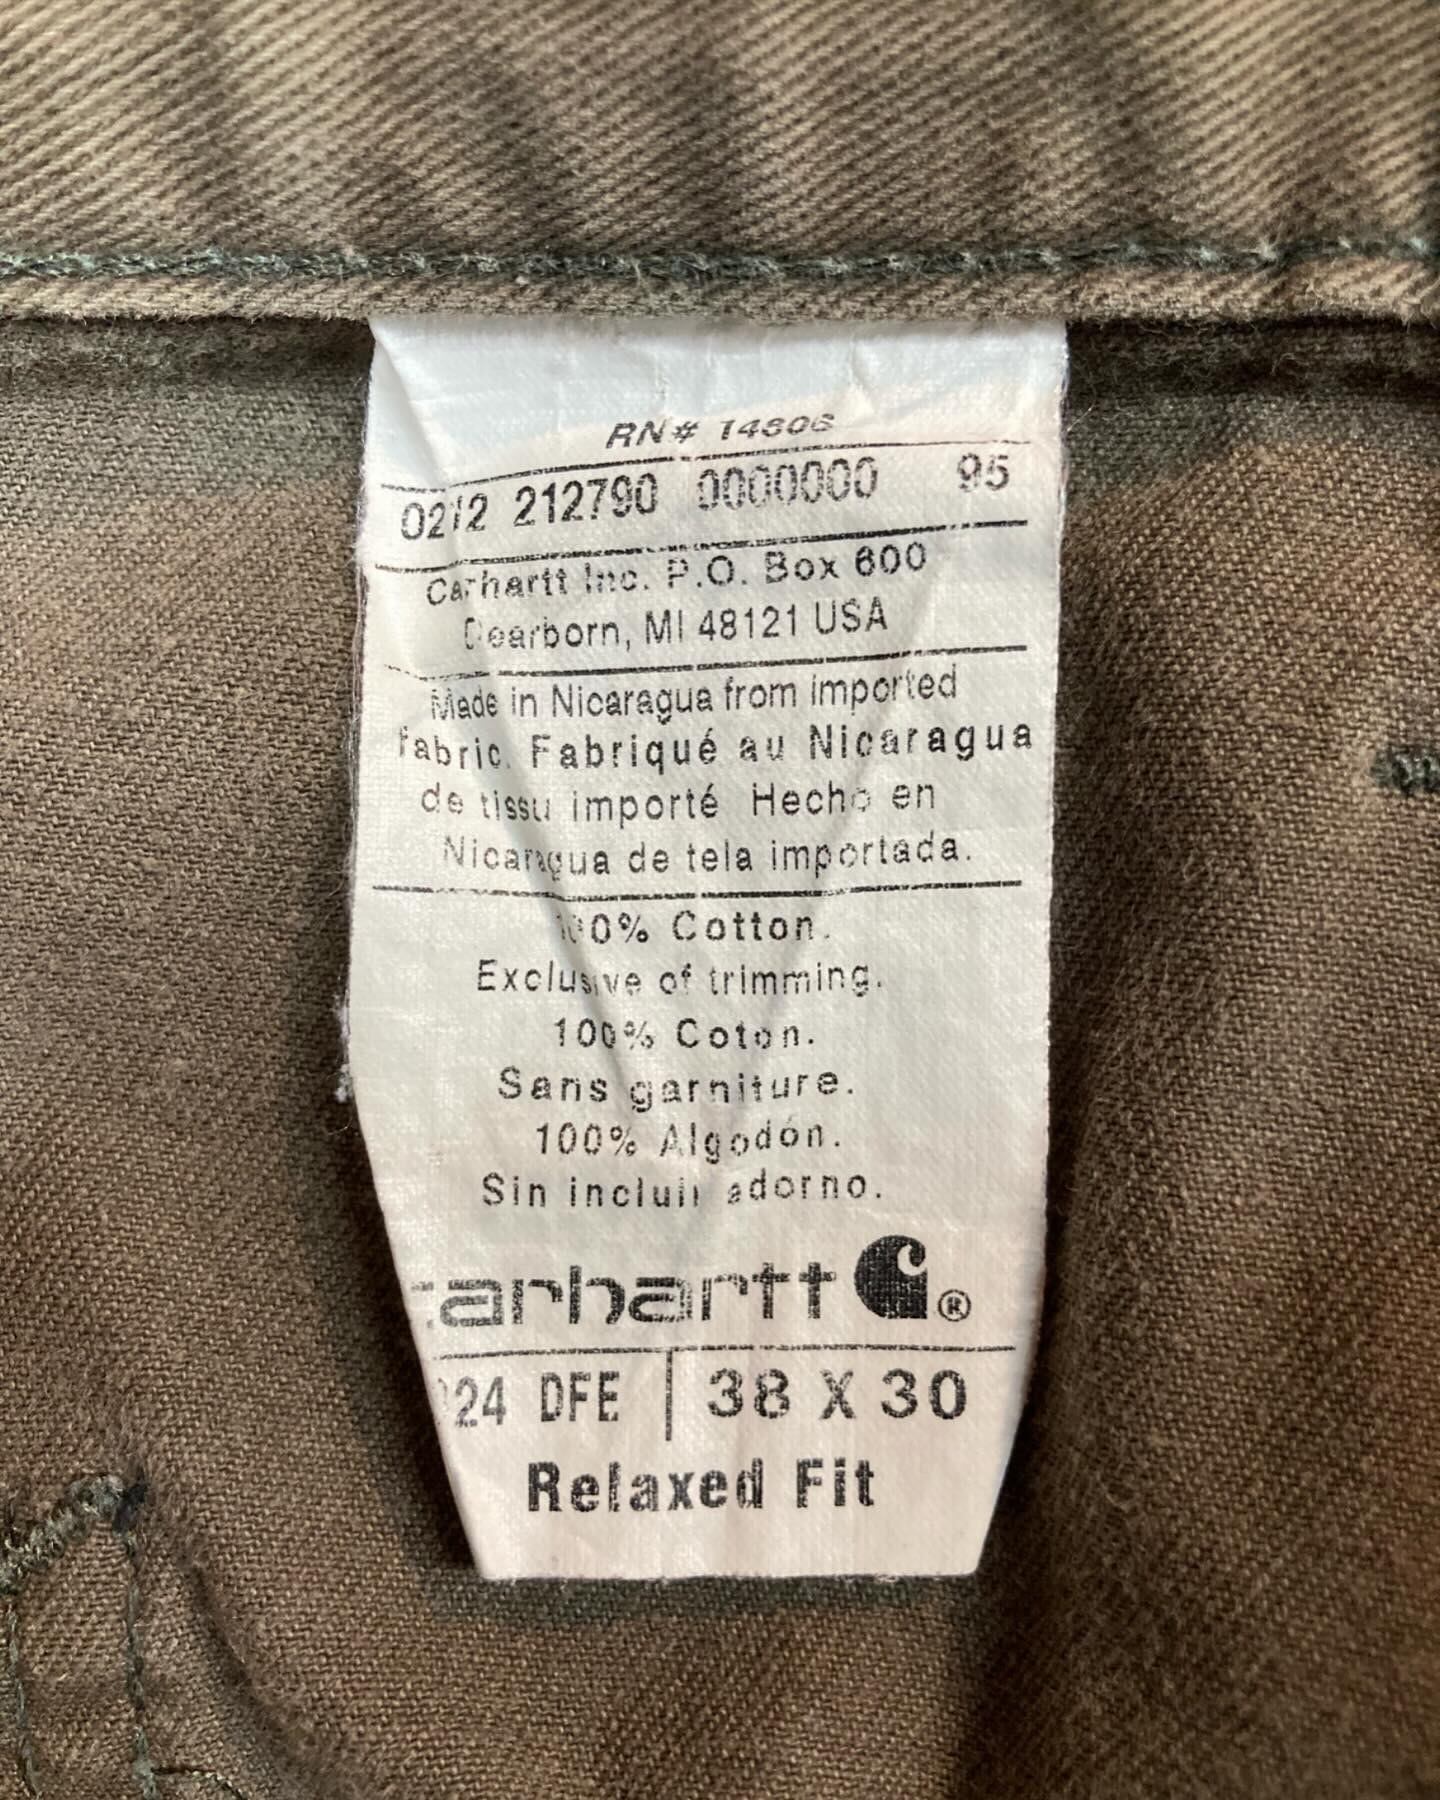 RN# 14806
0212 212790 0000000 95
Carhartt Inc. P.O. Box 600
Dearborn, MI 48121 USA
Made in Nicaragua from imported
fabric. Fabriqué au Nicaragua
de tissu importé Hecho en
Nicaragua de tela importada.
100% Cotton.
Exclusive of trimming.
100% Coton.
Sans garniture.
100% Algodón.
Sin incluir adorno.
carhartt ®
DFE | 38 X 30
Relaxed Fit